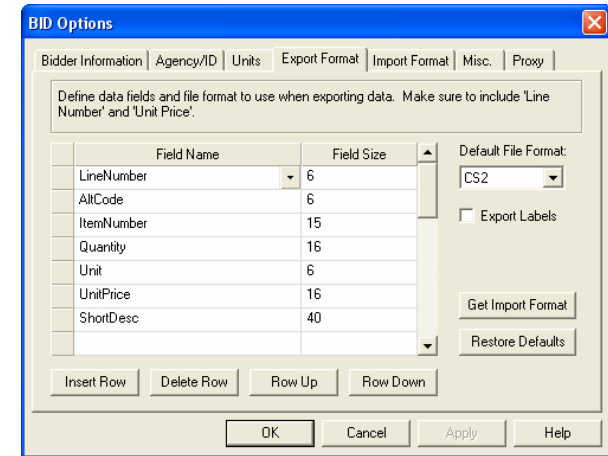 BID Options
Bidder Information Agency/ID Units Export Format Import Format Misc. Proxy
Define data fields and file format to use when exporting data. Make sure to include 'Line
Number' and 'Unit Price'.
Field Name Field Size
LineNumber 6
AltCode 6
ItemNumber 15
Quantity 16
Unit 6
UnitPrice 16
ShortDesc 40
Default File Format:
CS2
Export Labels
Get Import Format
Restore Defaults
Insert Row Delete Row Row Up Row Down
OK Cancel Apply Help